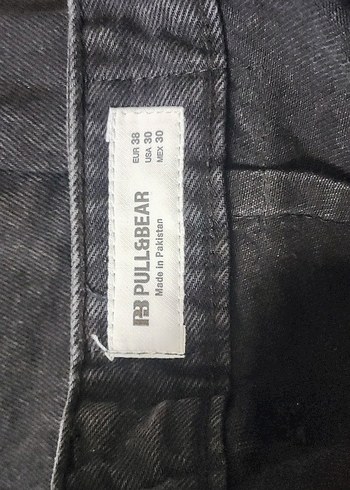 PB PULL&BEAR
Made in Pakistan
EUR 38
USA 30
MEX 30